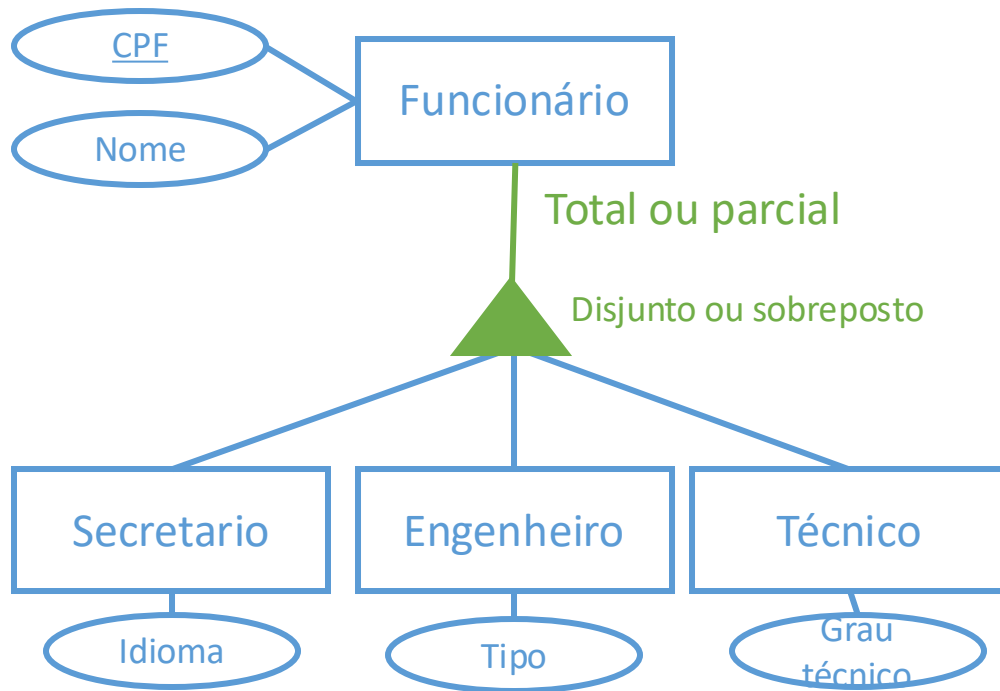 CPF
Funcionário
Nome
Total ou parcial
Disjunto ou sobreposto
Secretario
Engenheiro
Técnico
Idioma
Tipo
Grau
técnico